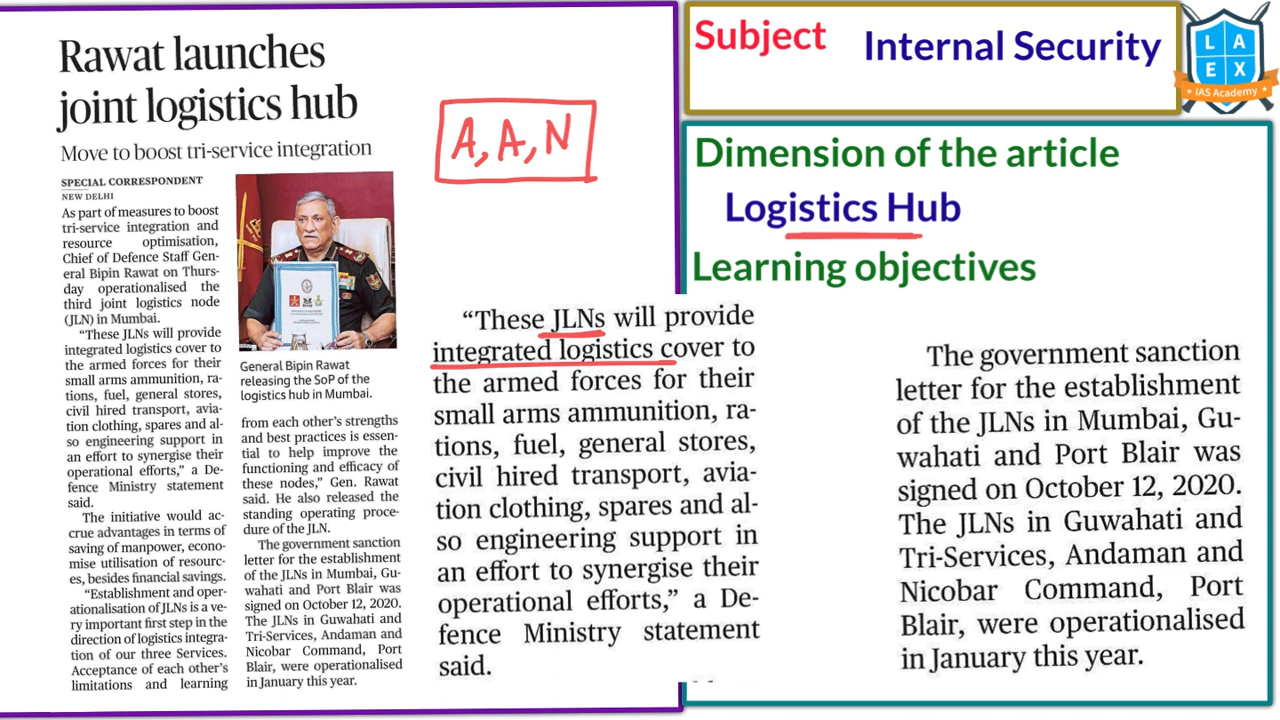 Rawat launches
joint logistics hub
Move to boost tri-service integration
SPECIAL CORRESPONDENT
NEW DELHI
As part of measures to boost
tri-service integration and
resource optimisation,
Chief of Defence Staff Gen-
eral Bipin Rawat on Thurs-
day operationalised the
third joint logistics node
(JLN) in Mumbai.
“These JLNs will provide
integrated logistics cover to
the armed forces for their
small arms ammunition, ra-
tions, fuel, general stores,
civil hired transport, avia-
tion clothing, spares and al-
so engineering support in
an effort to synergise their
operational efforts,” a De-
fence Ministry statement
said.
The initiative would ac-
crue advantages in terms of
saving of manpower, econo-
mise utilisation of resourc-
es, besides financial savings.
“Establishment and oper-
ationalisation of JLNs is a ve-
ry important first step in the
direction of logistics integra-
tion of our three Services.
Acceptance of each other’s
limitations and learning
General Bipin Rawat
releasing the SoP of the
logistics hub in Mumbai.
from each other’s strengths
and best practices is essen-
tial to help improve the
functioning and efficacy of
these nodes,” Gen. Rawat
said. He also released the
standing operating proce-
dure of the JLN.
The government sanction
letter for the establishment
of the JLNs in Mumbai, Gu-
wahati and Port Blair was
signed on October 12, 2020.
The JLNs in Guwahati and
Tri-Services, Andaman and
Nicobar Command, Port
Blair, were operationalised
in January this year.
A, A, N
“These JLNs will provide
integrated logistics cover to
the armed forces for their
small arms ammunition, ra-
tions, fuel, general stores,
civil hired transport, avia-
tion clothing, spares and al-
so engineering support in
an effort to synergise their
operational efforts,” a De-
fence Ministry statement
said.
Subject Internal Security
L A
E X
IAS Academy
Dimension of the article
Logistics Hub
Learning objectives
The government sanction
letter for the establishment
of the JLNs in Mumbai, Gu-
wahati and Port Blair was
signed on October 12, 2020.
The JLNs in Guwahati and
Tri-Services, Andaman and
Nicobar Command, Port
Blair, were operationalised
in January this year.